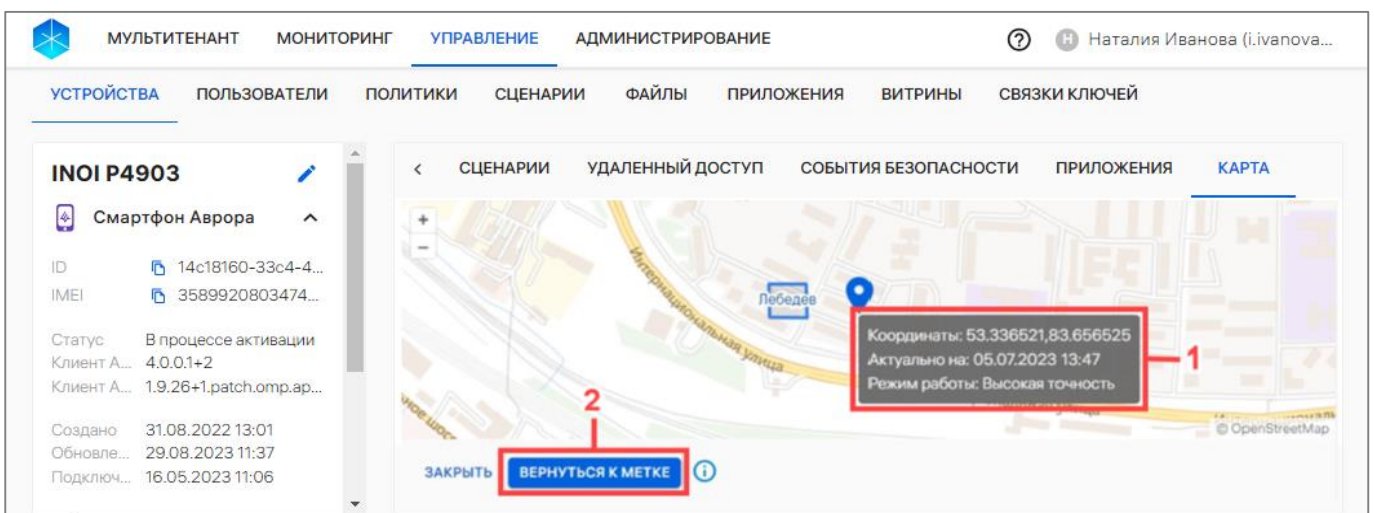 МУЛЬТИТЕНАНТ МОНИТОРИНГ УПРАВЛЕНИЕ АДМИНИСТРИРОВАНИЕ ? Н Наталия Иванова (i.ivanova...
УСТРОЙСТВА ПОЛЬЗОВАТЕЛИ ПОЛИТИКИ СЦЕНАРИИ ФАЙЛЫ ПРИЛОЖЕНИЯ ВИТРИНЫ СВЯЗКИ КЛЮЧЕЙ
INOI P4903
Смартфон Аврора
ID 14c18160-33c4-4...
IMEI 3589920803474...
Статус В процессе активации
Клиент А... 4.0.0.1+2
Клиент А... 1.9.26+1.patch.omp.ap...
Создано 31.08.2022 13:01
Обновле... 29.08.2023 11:37
Подключ... 16.05.2023 11:06
< СЦЕНАРИИ УДАЛЕННЫЙ ДОСТУП СОБЫТИЯ БЕЗОПАСНОСТИ ПРИЛОЖЕНИЯ КАРТА
+
−
Интернациональная улица
Лебедев
Координаты: 53.336521,83.656525
Актуально на: 05.07.2023 13:47
Режим работы: Высокая точность
1
2
© OpenStreetMap
ЗАКРЫТЬ ВЕРНУТЬСЯ К МЕТКЕ i